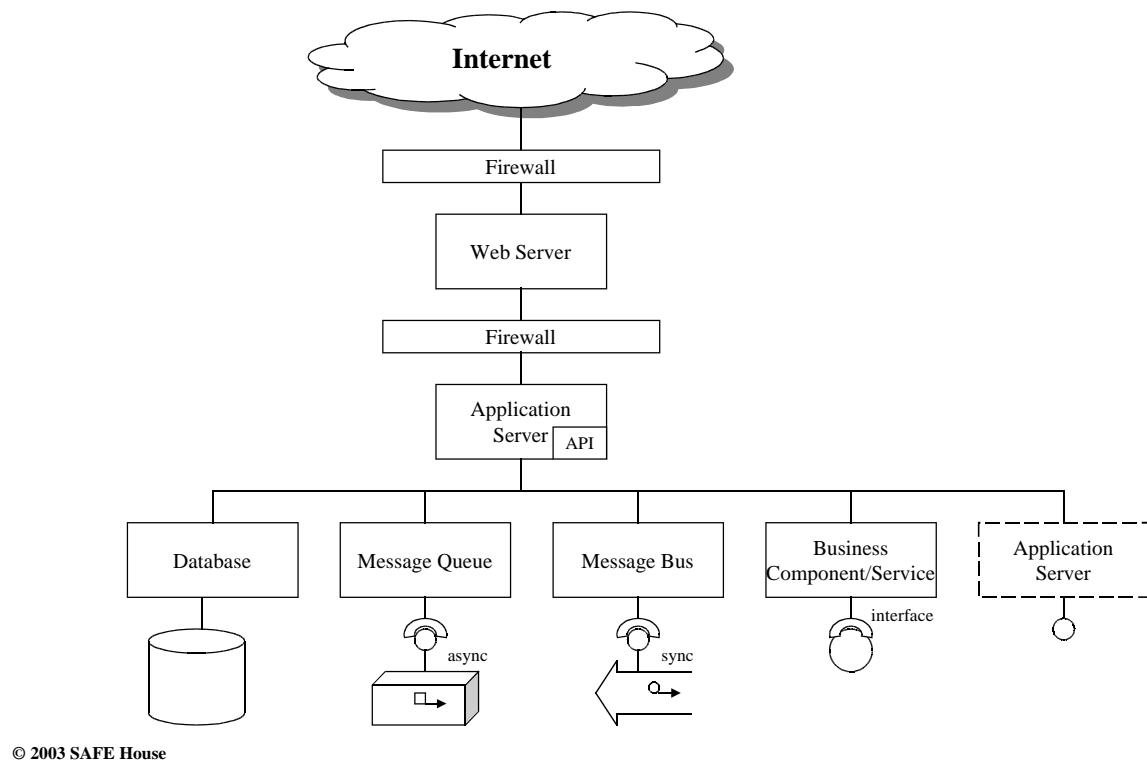 Internet
Firewall
Web Server
Firewall
Application
Server
API
Database
Message Queue
Message Bus
Business
Component/Service
Application
Server
interface
async
sync
© 2003 SAFE House